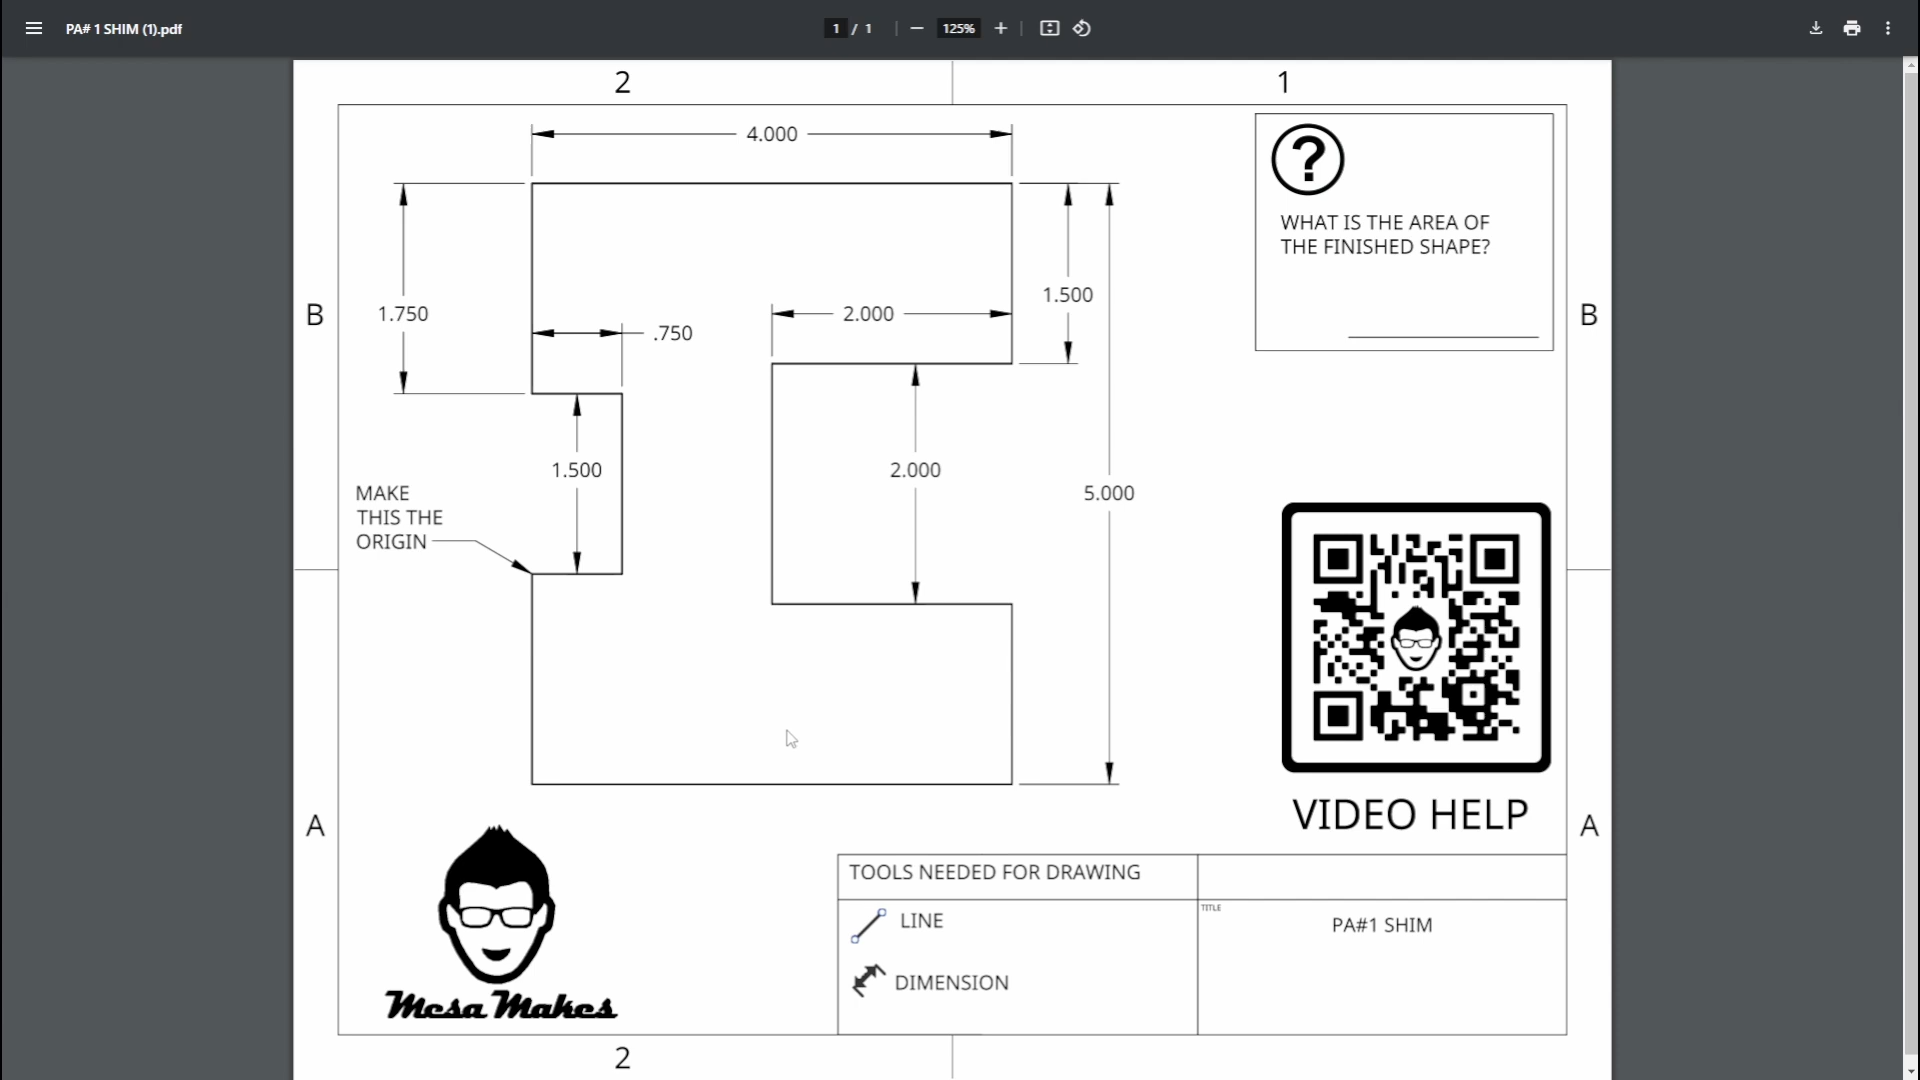 PA# 1 SHIM (1).pdf
1 / 1
125%
2
1
4.000
?
WHAT IS THE AREA OF
THE FINISHED SHAPE?
1.500
B
1.750
2.000
B
.750
1.500
2.000
5.000
MAKE
THIS THE
ORIGIN
VIDEO HELP
A
A
TOOLS NEEDED FOR DRAWING
LINE
TITLE
PA#1 SHIM
DIMENSION
Mesa Makes
2